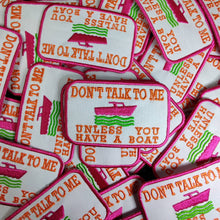 DON'T TALK TO ME
UNLESS YOU
HAVE A BOAT